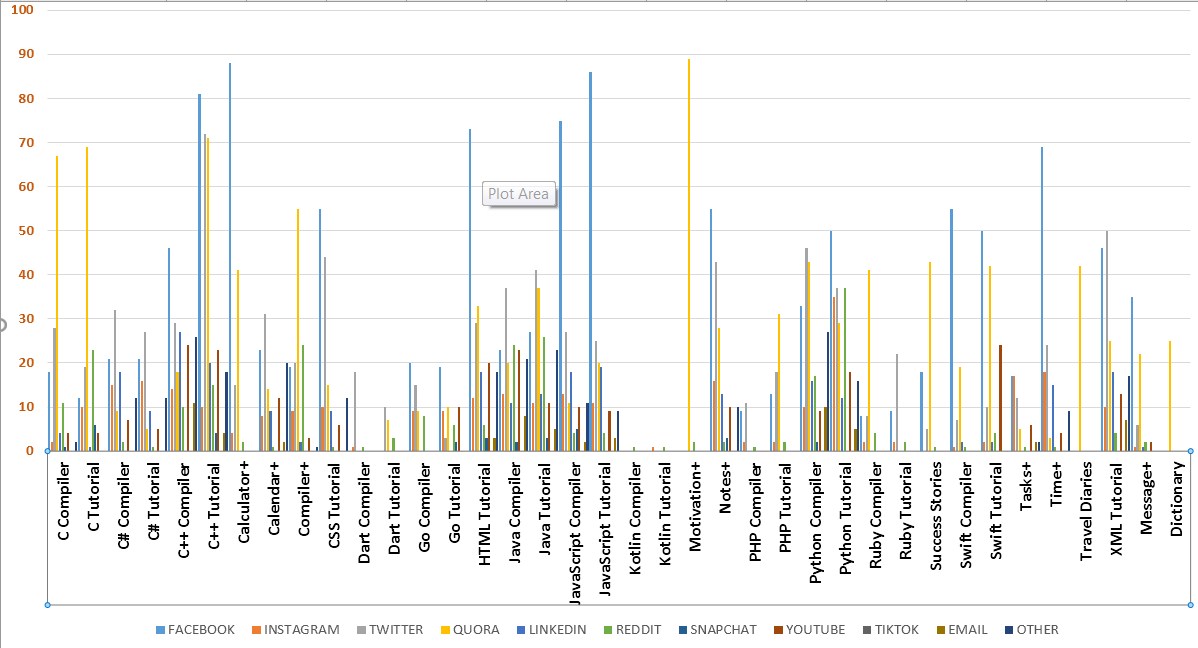 100
90
80
70
60
50
40
30
20
10
0
Plot Area
C Compiler
C Tutorial
C# Compiler
C# Tutorial
C++ Compiler
C++ Tutorial
Calculator+
Calendar+
Compiler+
CSS Tutorial
Dart Compiler
Dart Tutorial
Go Compiler
Go Tutorial
HTML Tutorial
Java Compiler
Java Tutorial
JavaScript Compiler
JavaScript Tutorial
Kotlin Compiler
Kotlin Tutorial
Motivation+
Notes+
PHP Compiler
PHP Tutorial
Python Compiler
Python Tutorial
Ruby Compiler
Ruby Tutorial
Success Stories
Swift Compiler
Swift Tutorial
Tasks+
Time+
Travel Diaries
XML Tutorial
Message+
Dictionary
FACEBOOK INSTAGRAM TWITTER QUORA LINKEDIN REDDIT SNAPCHAT YOUTUBE TIKTOK EMAIL OTHER